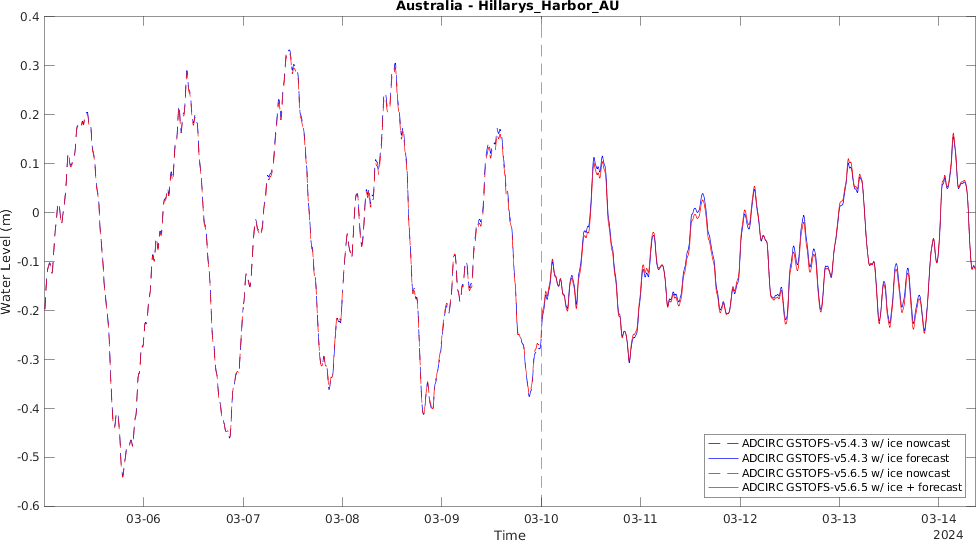 Australia - Hillarys_Harbor_AU
Water Level (m)
0.4
0.3
0.2
0.1
0
-0.1
-0.2
-0.3
-0.4
-0.5
-0.6
ADCIRC GSTOFS-v5.4.3 w/ ice nowcast
ADCIRC GSTOFS-v5.4.3 w/ ice forecast
ADCIRC GSTOFS-v5.6.5 w/ ice nowcast
ADCIRC GSTOFS-v5.6.5 w/ ice + forecast
03-06 03-07 03-08 03-09 03-10 03-11 03-12 03-13 03-14
Time
2024